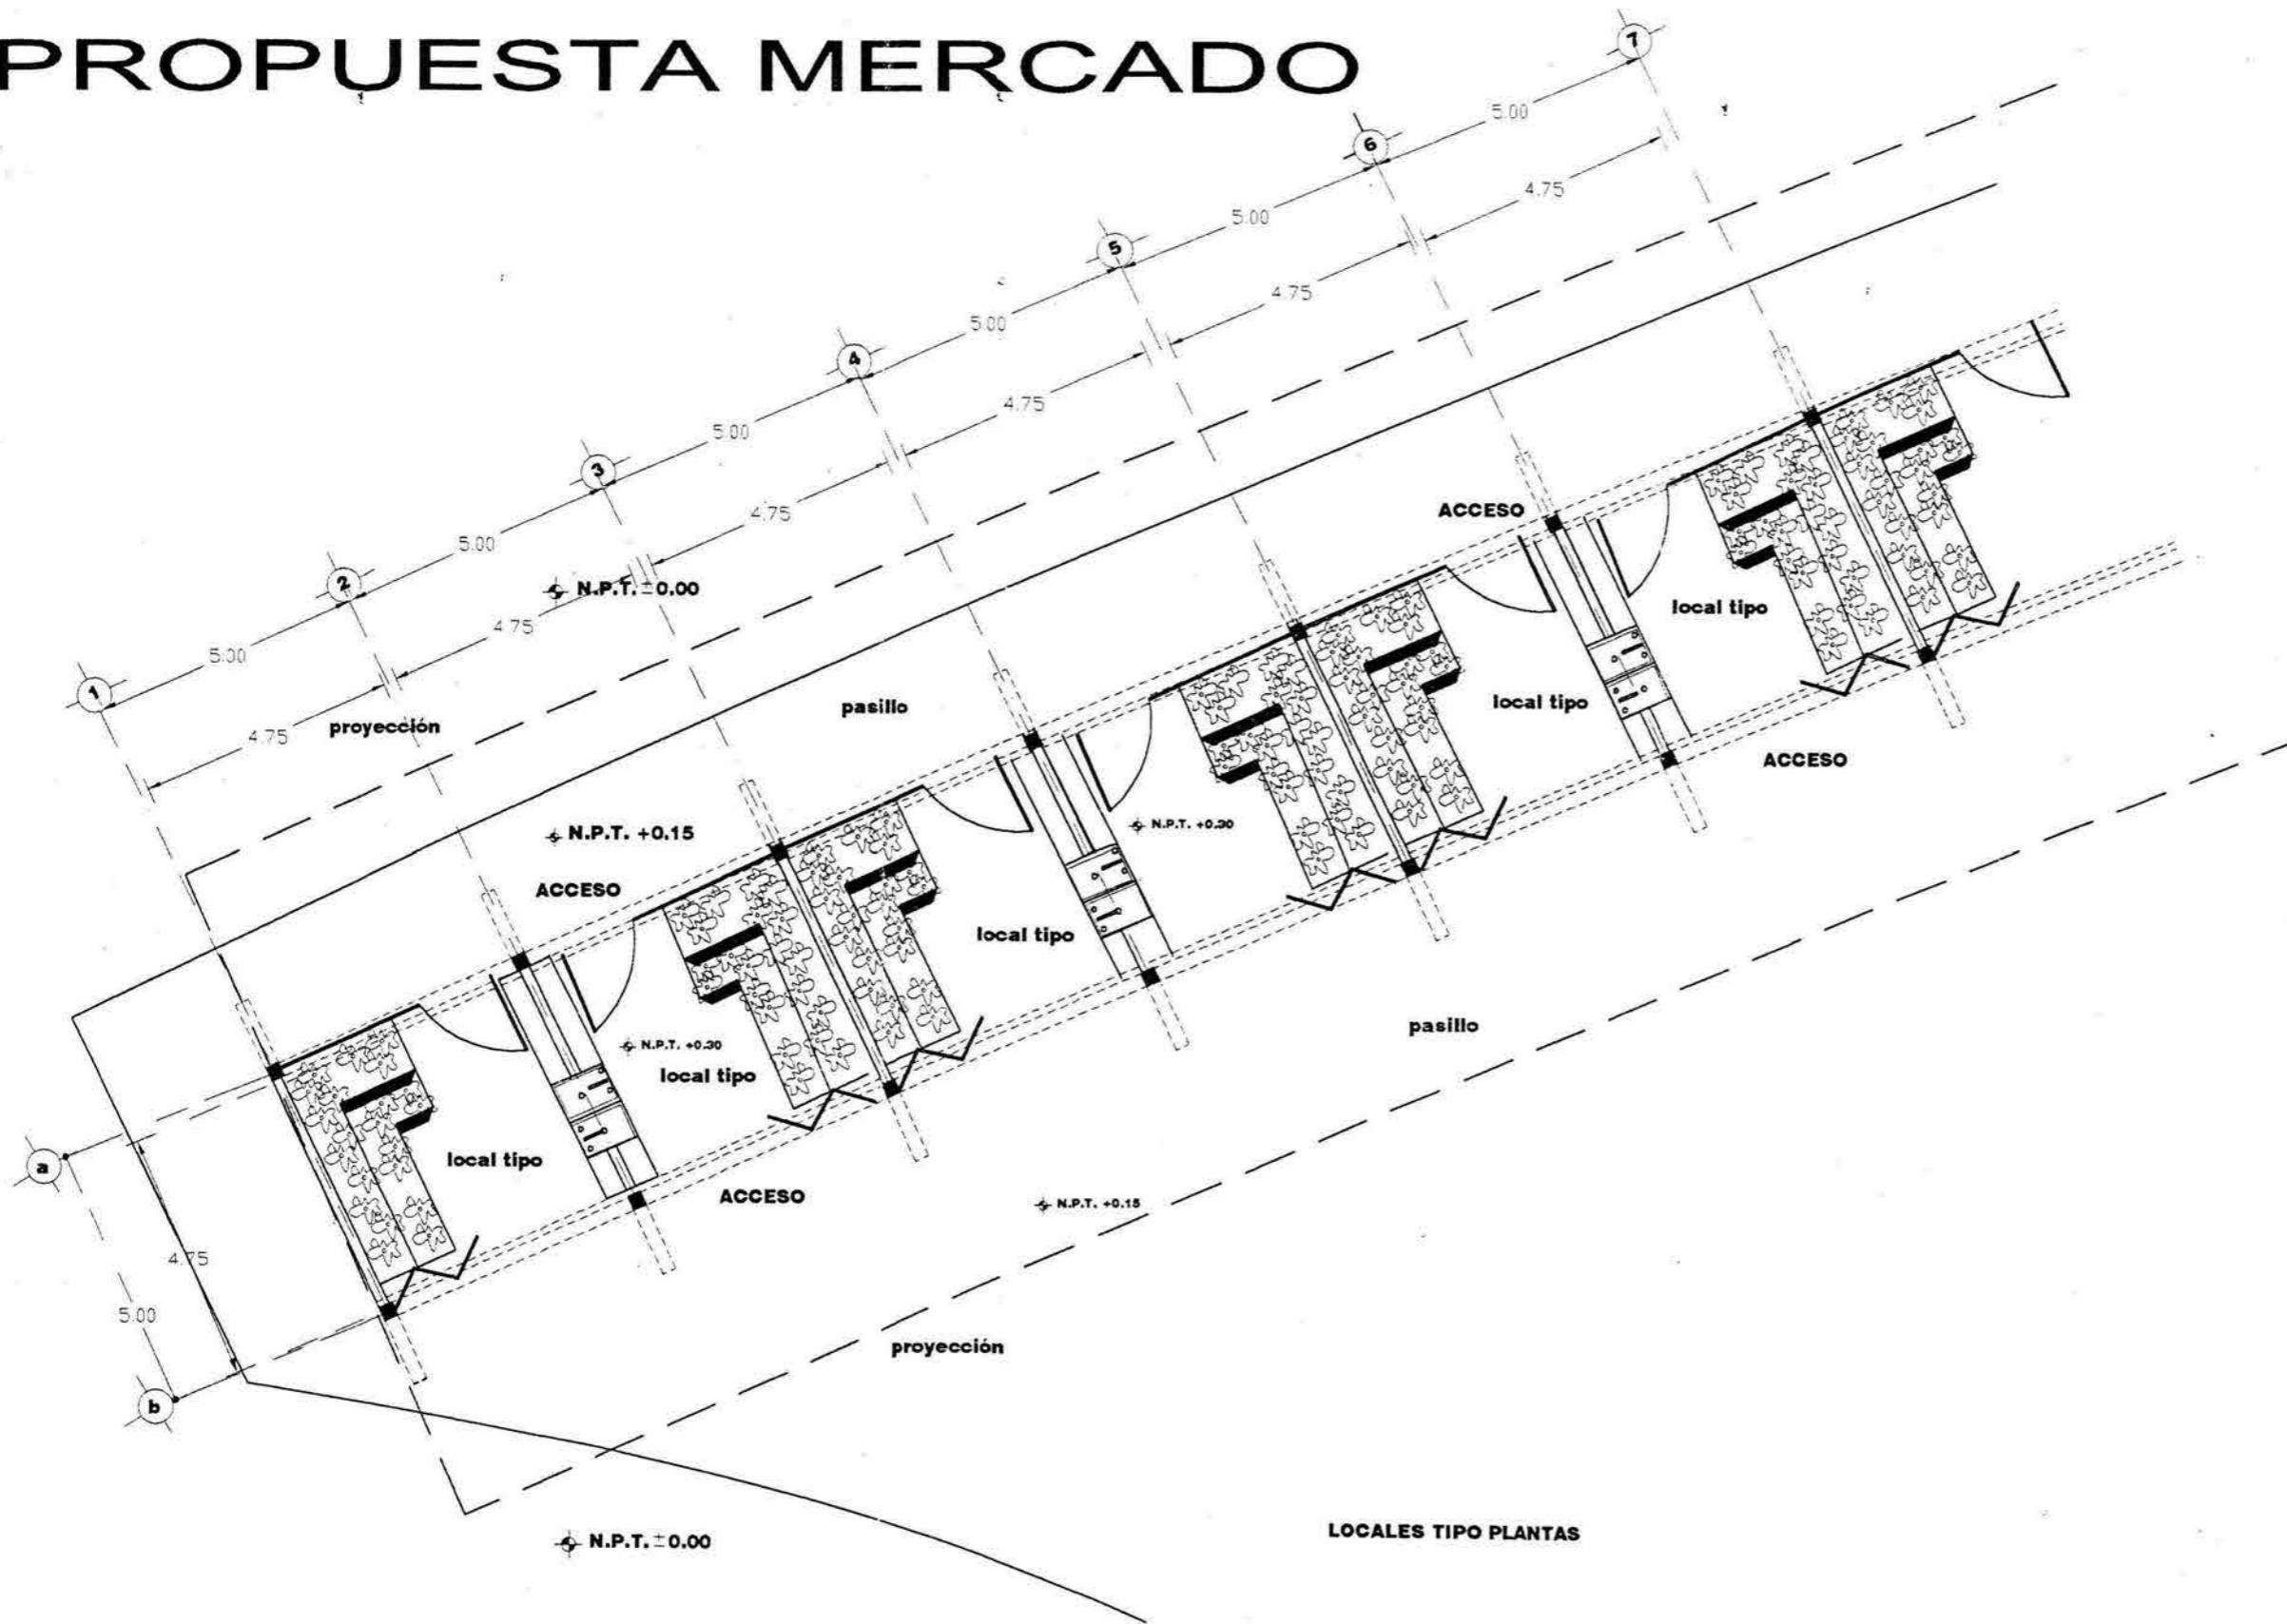 PROPUESTA MERCADO
7
6
5.00
5
5.00
4.75
4
5.00
4.75
3
5.00
4.75
2
5.00
4.75
1
5.00
4.75
N.P.T. ±0.00
4.75
proyección
pasillo
ACCESO
local tipo
local tipo
ACCESO
N.P.T. +0.15
N.P.T. +0.30
ACCESO
local tipo
pasillo
N.P.T. +0.30
local tipo
a
local tipo
ACCESO
N.P.T. +0.15
4.75
5.00
proyección
b
N.P.T. ±0.00
LOCALES TIPO PLANTAS